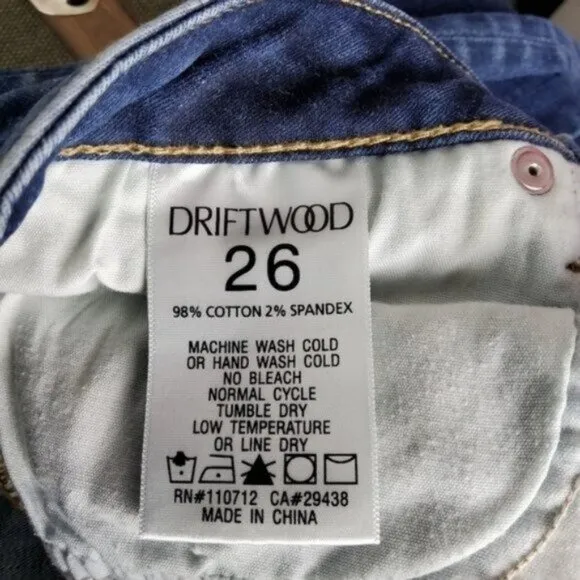 DRIFTWOOD
26
98% COTTON 2% SPANDEX
MACHINE WASH COLD
OR HAND WASH COLD
NO BLEACH
NORMAL CYCLE
TUMBLE DRY
LOW TEMPERATURE
OR LINE DRY
RN#110712 CA#29438
MADE IN CHINA